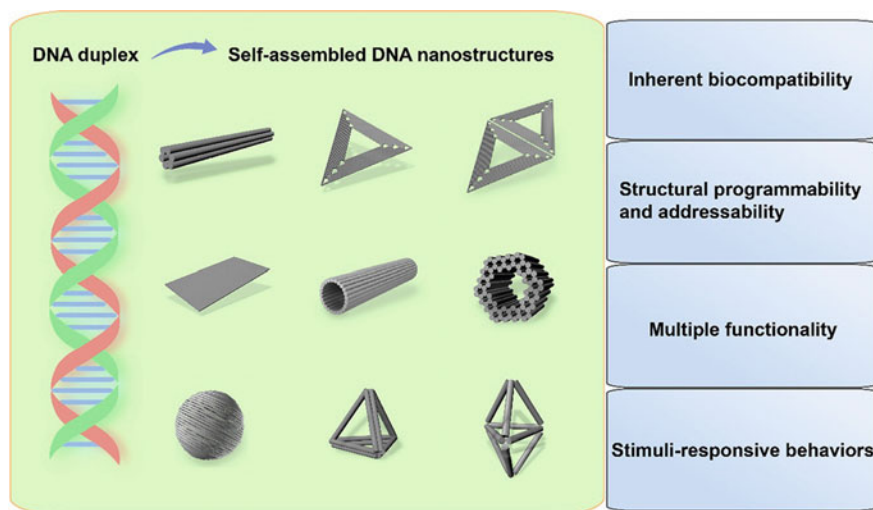 DNA duplex
Self-assembled DNA nanostructures
Inherent biocompatibility
Structural programmability
and addressability
Multiple functionality
Stimuli-responsive behaviors